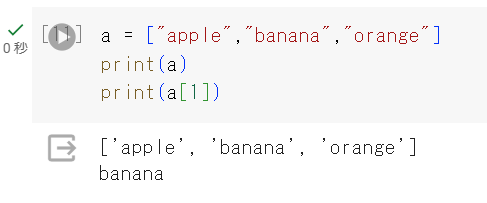 [1] a = ["apple","banana","orange"]
print(a)
print(a[1])
0 秒
['apple', 'banana', 'orange']
banana